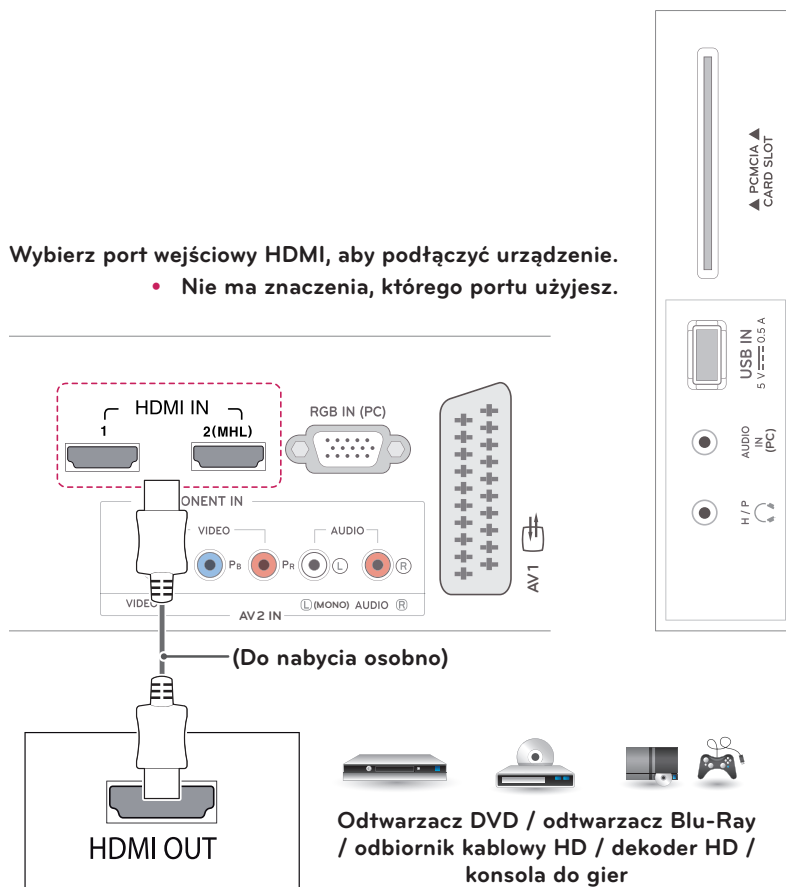 Wybierz port wejściowy HDMI, aby podłączyć urządzenie.
• Nie ma znaczenia, którego portu użyjesz.
▲ PCMCIA ▲
CARD SLOT
USB IN
5 V 0.5 A
AUDIO
IN
(PC)
H / P
HDMI IN
1
2(MHL)
RGB IN (PC)
ONENT IN
VIDEO
AUDIO
PB
PR
L
R
VIDEO
L (MONO) AUDIO R
AV2 IN
AV1
(Do nabycia osobno)
HDMI OUT
Odtwarzacz DVD / odtwarzacz Blu-Ray
/ odbiornik kablowy HD / dekoder HD /
konsola do gier